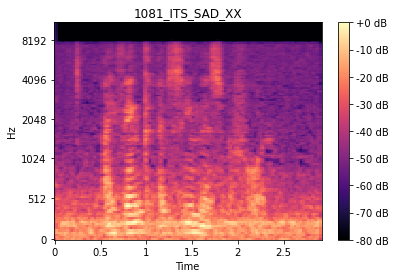 1081_ITS_SAD_XX
+0 dB
8192
-10 dB
4096
-20 dB
-30 dB
2048
-40 dB
Hz
1024
-50 dB
512
-60 dB
-70 dB
0
-80 dB
0 0.5 1 1.5 2 2.5
Time